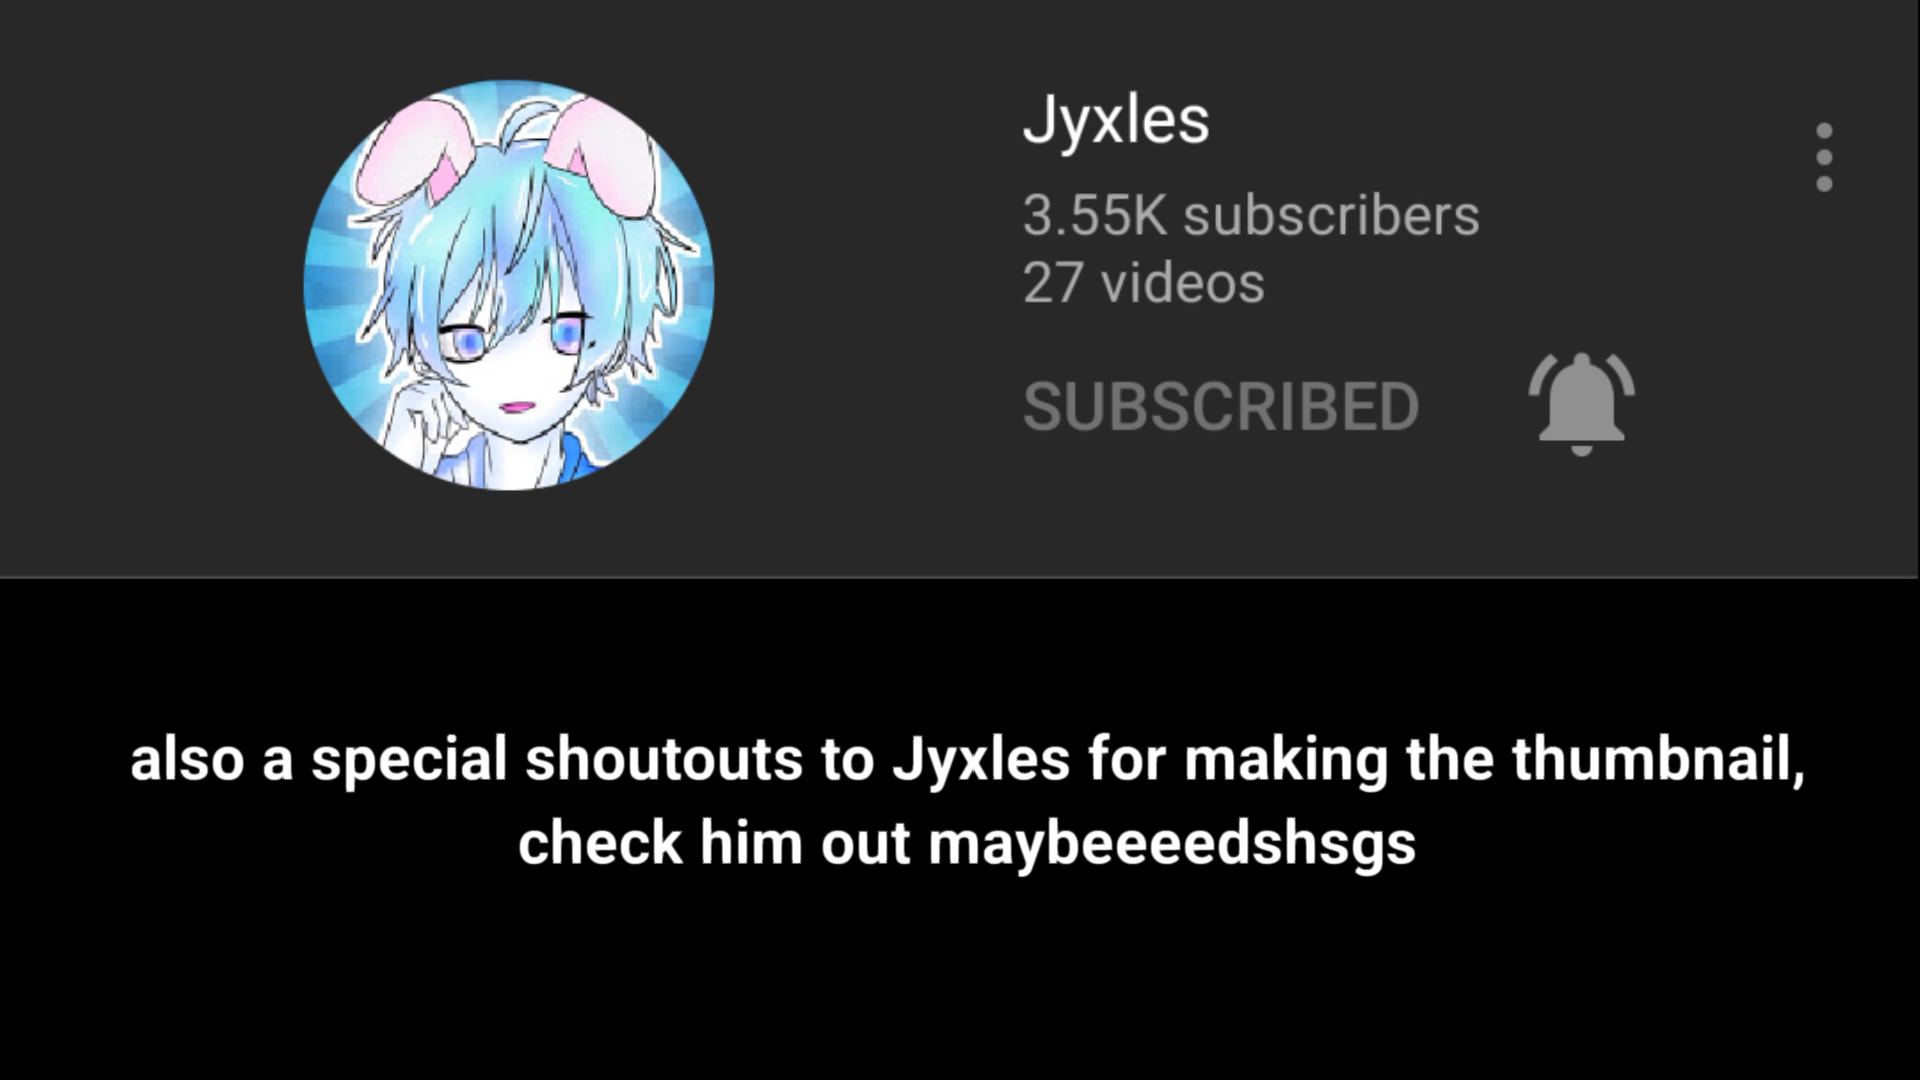 Jyxles
3.55K subscribers
27 videos
SUBSCRIBED
also a special shoutouts to Jyxles for making the thumbnail,
check him out maybeeeedshsgs